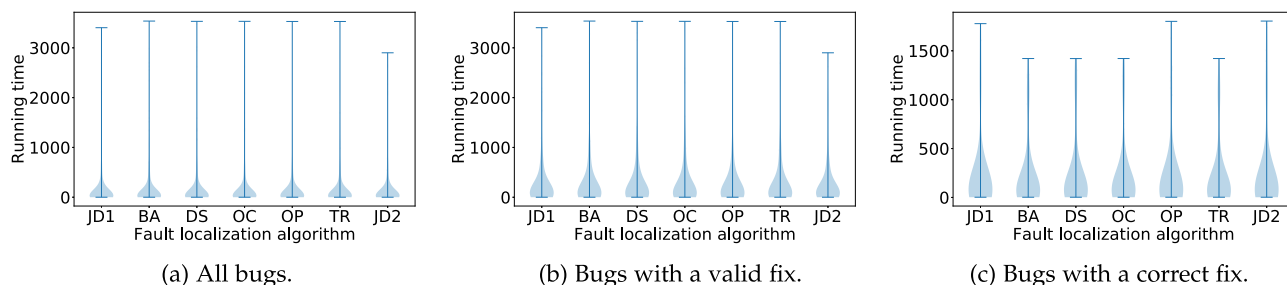 Running time
3000
2000
1000
0
JD1 BA DS OC OP TR JD2
Fault localization algorithm
(a) All bugs.
Running time
3000
2000
1000
0
JD1 BA DS OC OP TR JD2
Fault localization algorithm
(b) Bugs with a valid fix.
Running time
1500
1000
500
0
JD1 BA DS OC OP TR JD2
Fault localization algorithm
(c) Bugs with a correct fix.